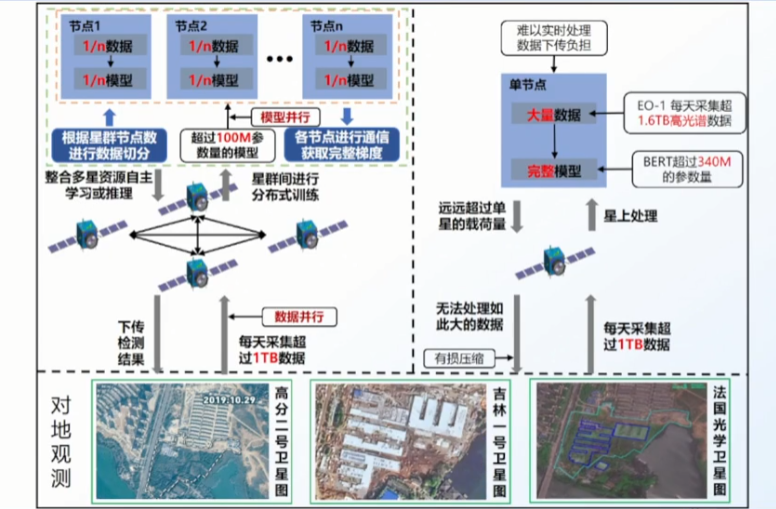 节点1
节点2
节点n
1/n数据
1/n数据
1/n数据
•••
1/n模型
1/n模型
1/n模型
模型并行
根据星群节点数
进行数据切分
超过100M参
数量的模型
各节点进行通信
获取完整梯度
整合多星资源自主
学习或推理
星群间进行
分布式训练
下传
检测
结果
数据并行
每天采集超
过1TB数据
难以实时处理
数据下传负担
单节点
大量数据
EO-1 每天采集超
1.6TB高光谱数据
完整模型
BERT超过340M
的参数量
远远超过单
星的载荷量
星上处理
无法处理如
此大的数据
有损压缩
每天采集超
过1TB数据
对地观测
2019.10.29
高分二号卫星图
吉林一号卫星图
法国光学卫星图